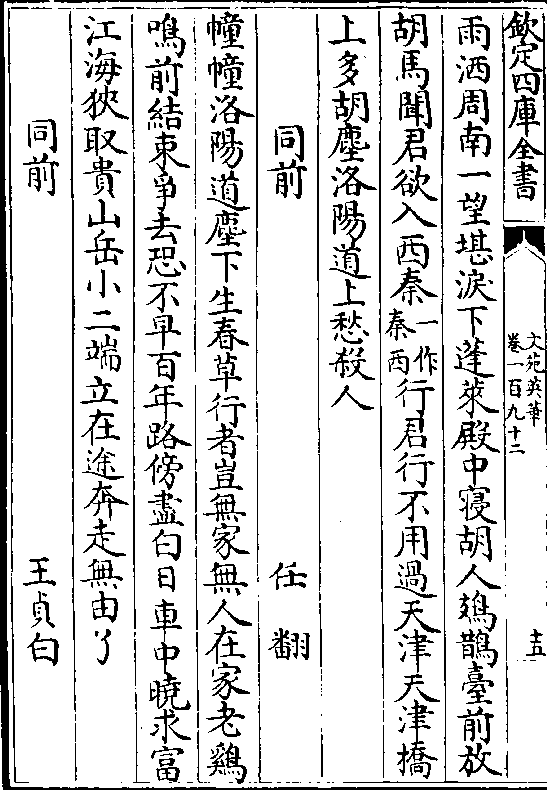 欽定四庫全書
文苑英華
卷一百九十二
十五
雨洒周南一望堪淚下蓬萊殿中寢胡人鳷鵲臺前放
胡馬聞君欲入西秦一作秦西行君行不用過天津天津橋
上多胡塵洛陽道上愁殺人
同前 任翻
幢幢洛陽道塵下生春草行者豈無家無人在家老雞
鳴前結束爭去恐不早百年路傍盡白日車中曉求富
江海狹取貴山岳小二端立在途奔走無由了
同前 王貞白